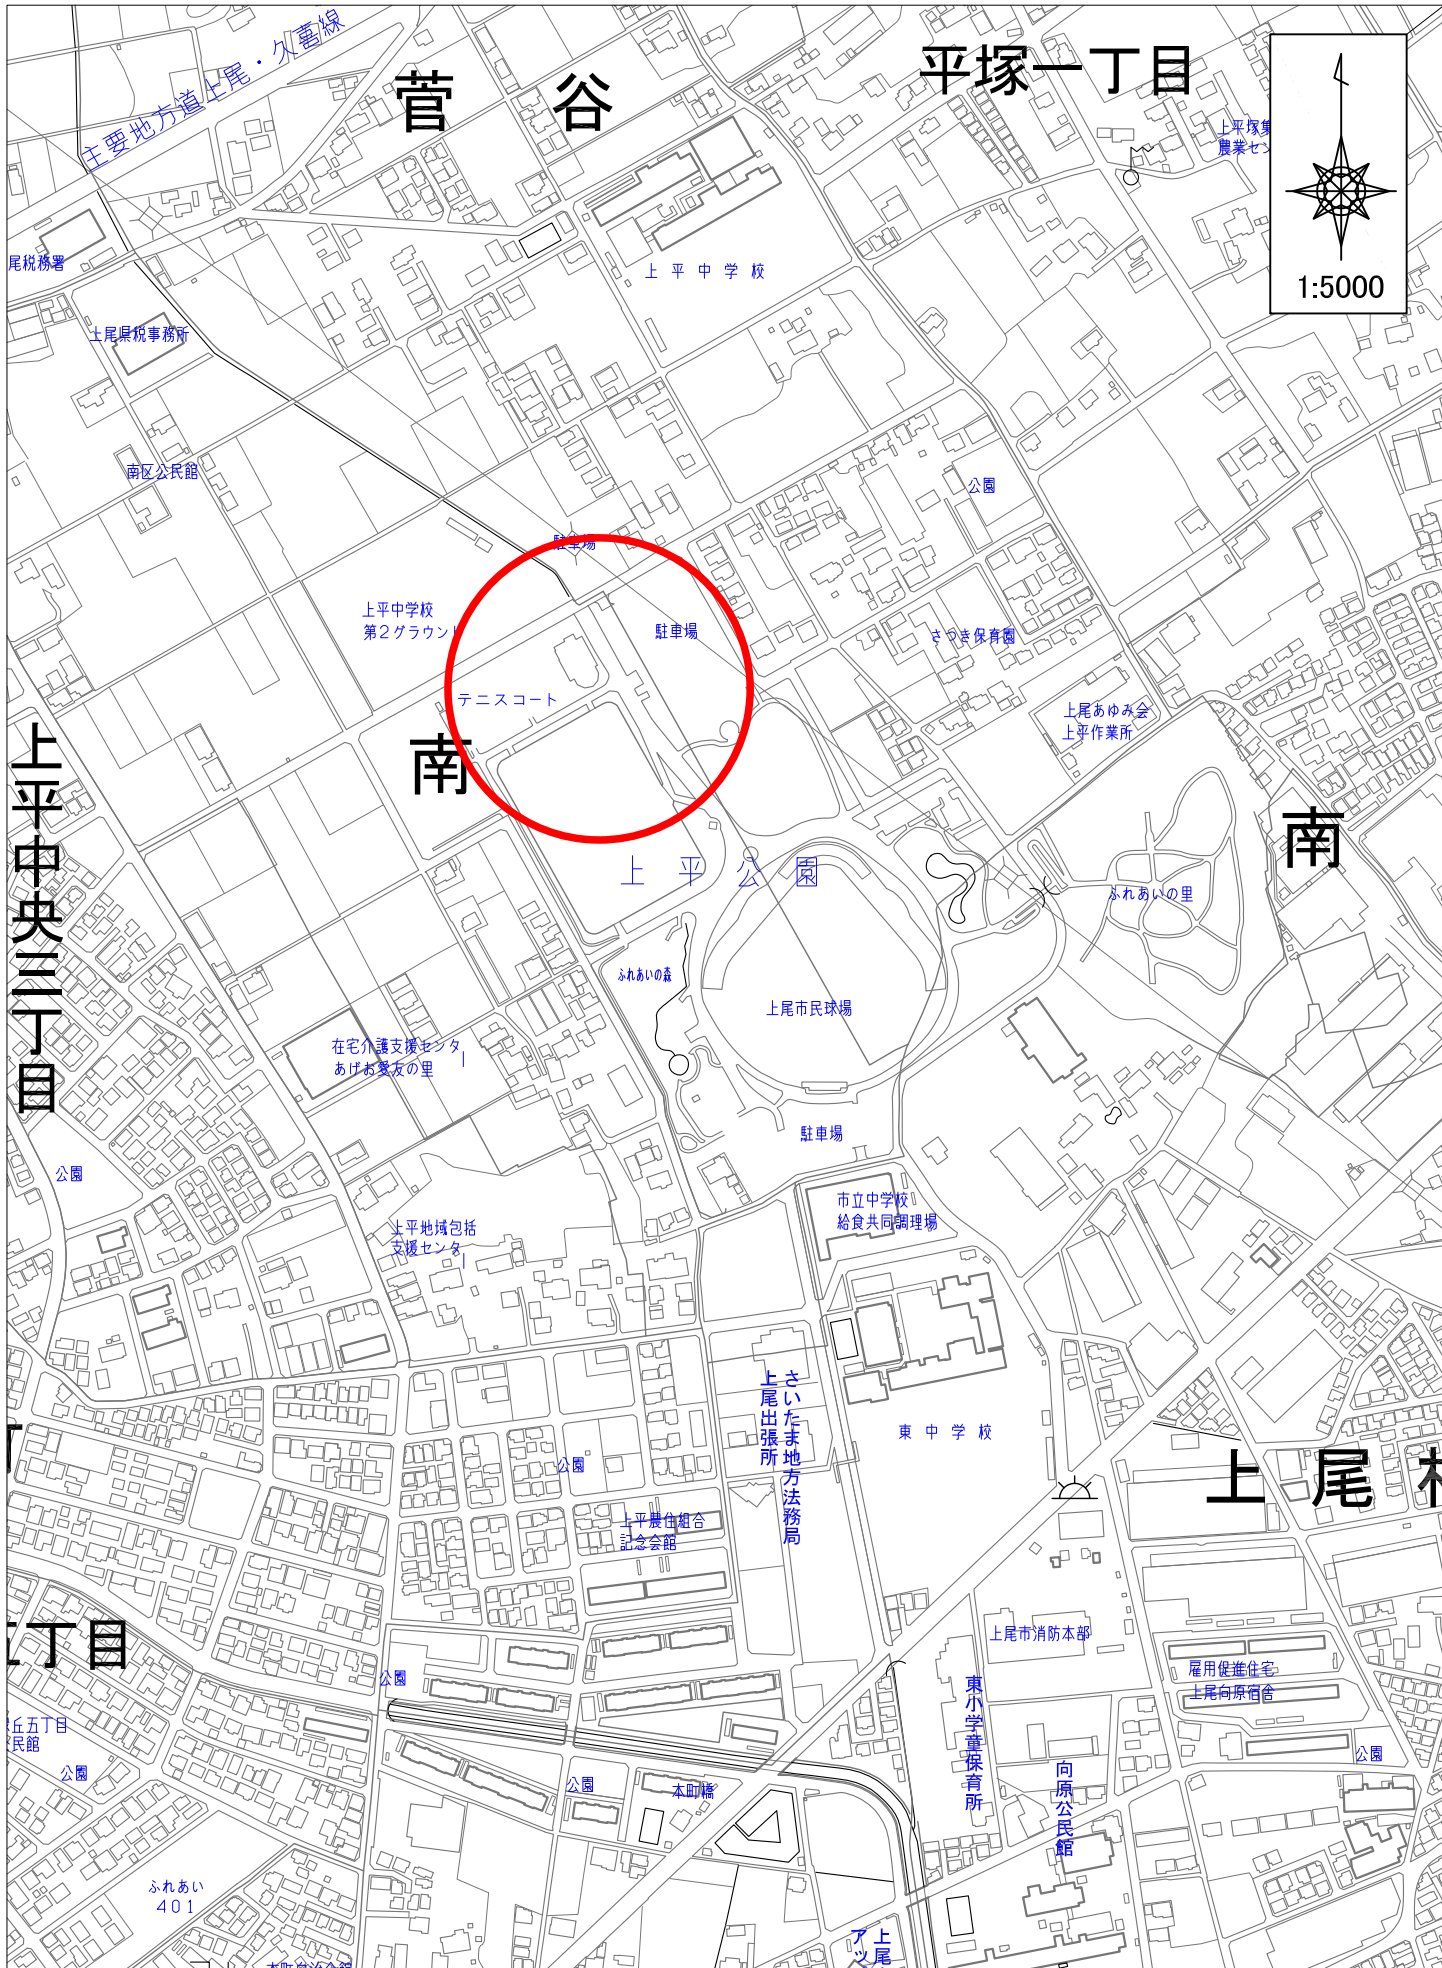 主要地方道上尾・久喜線
菅谷
平塚一丁目
上平塚集
農業セン
1:5000
尾税務署
上平中学校
上尾県税事務所
南区公民館
公園
駐車場
上平中学校
第2グラウンド
駐車場
さつき保育園
テニスコート
上尾あゆみ会
上平作業所
南
上平中央三丁目
南
上平公園
ふれあいの里
ふれあいの森
上尾市民球場
在宅介護支援センター
あげお愛友の里
駐車場
公園
市立中学校
給食共同調理場
上平地域包括
支援センター
さいたま地方法務局
上尾出張所
東中学校
公園
上尾村
上平農住組合
記念会館
丁目
上尾市消防本部
雇用促進住宅
上尾向原宿舎
公園
東小学童保育所
丘五丁目
民館
公園
公園
本町橋
向原公民館
公園
ふれあい
401
上尾
アッ